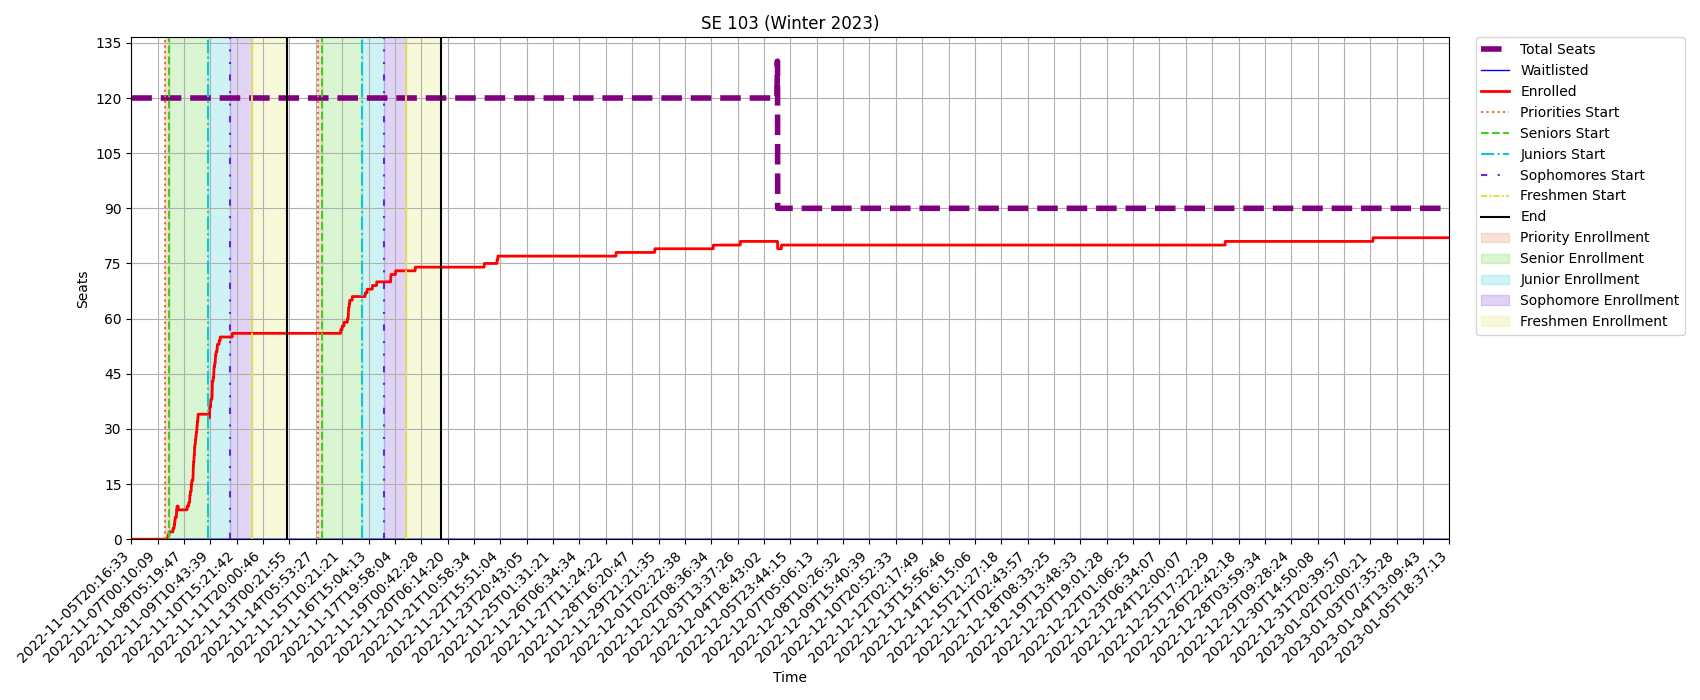 SE 103 (Winter 2023)
135
120
105
90
75
60
45
30
15
0
Seats
2022-11-05T20:16:33
2022-11-07T00:10:09
2022-11-08T05:19:47
2022-11-09T10:43:39
2022-11-10T15:21:42
2022-11-11T20:00:46
2022-11-13T00:21:55
2022-11-14T05:53:27
2022-11-15T10:21:21
2022-11-16T15:04:13
2022-11-17T19:58:04
2022-11-19T00:42:28
2022-11-20T06:14:20
2022-11-21T10:58:34
2022-11-22T15:51:04
2022-11-23T20:43:05
2022-11-25T01:31:21
2022-11-26T06:34:34
2022-11-27T11:24:22
2022-11-28T16:20:47
2022-11-29T21:21:35
2022-12-01T02:22:38
2022-12-02T08:36:34
2022-12-03T13:37:26
2022-12-04T18:43:02
2022-12-05T23:44:15
2022-12-07T05:06:13
2022-12-08T10:26:32
2022-12-09T15:40:39
2022-12-10T20:52:33
2022-12-12T02:17:49
2022-12-13T15:56:46
2022-12-14T16:15:06
2022-12-15T21:27:18
2022-12-17T02:43:57
2022-12-18T08:33:25
2022-12-19T13:48:33
2022-12-20T19:01:28
2022-12-22T01:06:25
2022-12-23T06:34:07
2022-12-24T12:00:07
2022-12-25T17:22:29
2022-12-26T22:42:18
2022-12-28T03:59:34
2022-12-29T09:28:24
2022-12-30T14:50:08
2022-12-31T20:39:57
2023-01-02T02:00:21
2023-01-03T07:35:28
2023-01-04T13:09:43
2023-01-05T18:37:13
Time
Total Seats
Waitlisted
Enrolled
Priorities Start
Seniors Start
Juniors Start
Sophomores Start
Freshmen Start
End
Priority Enrollment
Senior Enrollment
Junior Enrollment
Sophomore Enrollment
Freshmen Enrollment